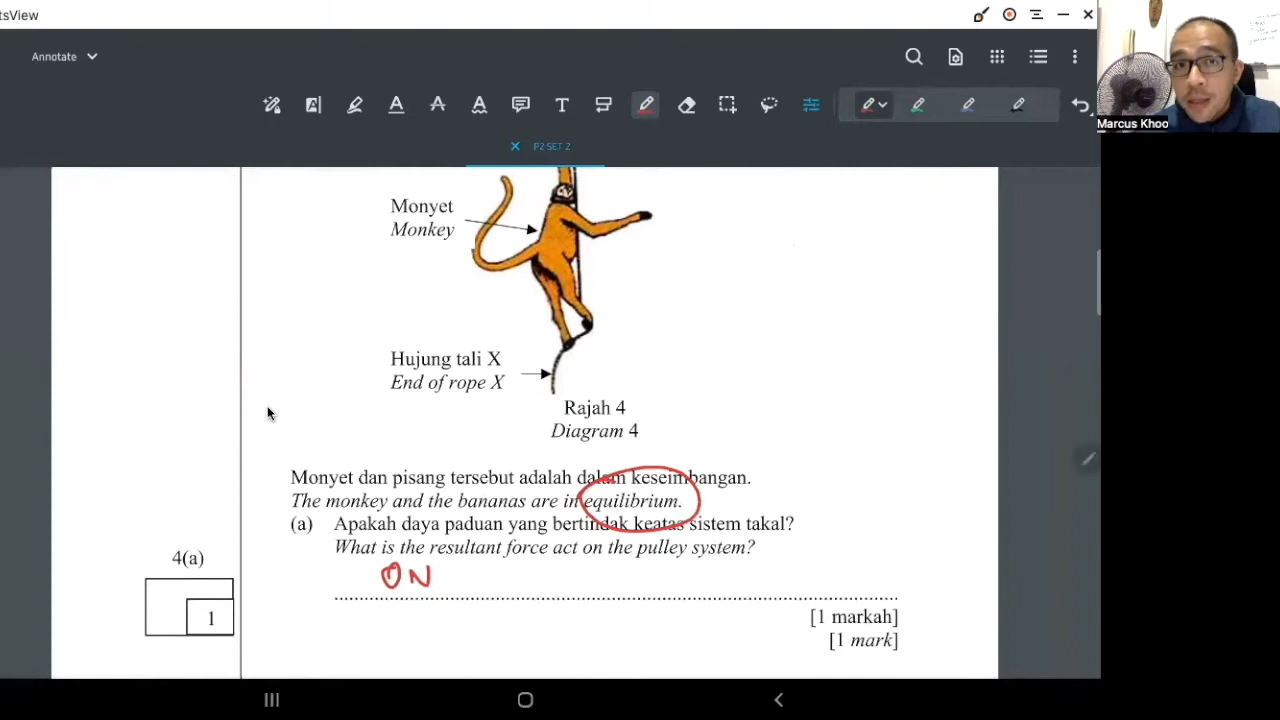 tsView
Annotate
Marcus Khoo
P2 SET 2
Monyet
Monkey
Hujung tali X
End of rope X
Rajah 4
Diagram 4
Monyet dan pisang tersebut adalah dalam keseimbangan.
The monkey and the bananas are in equilibrium.
(a) Apakah daya paduan yang bertindak keatas sistem takal?
What is the resultant force act on the pulley system?
4(a)
0 N
1
[1 markah]
[1 mark]